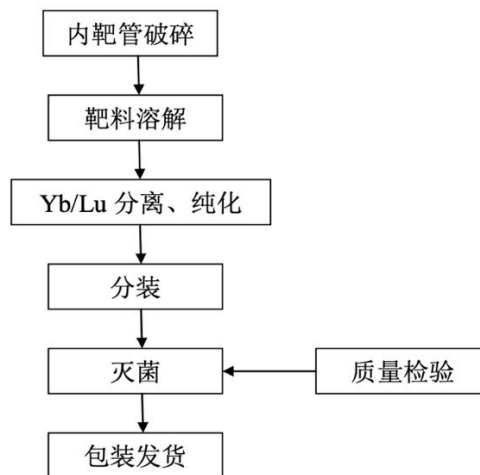 内靶管破碎
靶料溶解
Yb/Lu 分离、纯化
分装
灭菌
质量检验
包装发货